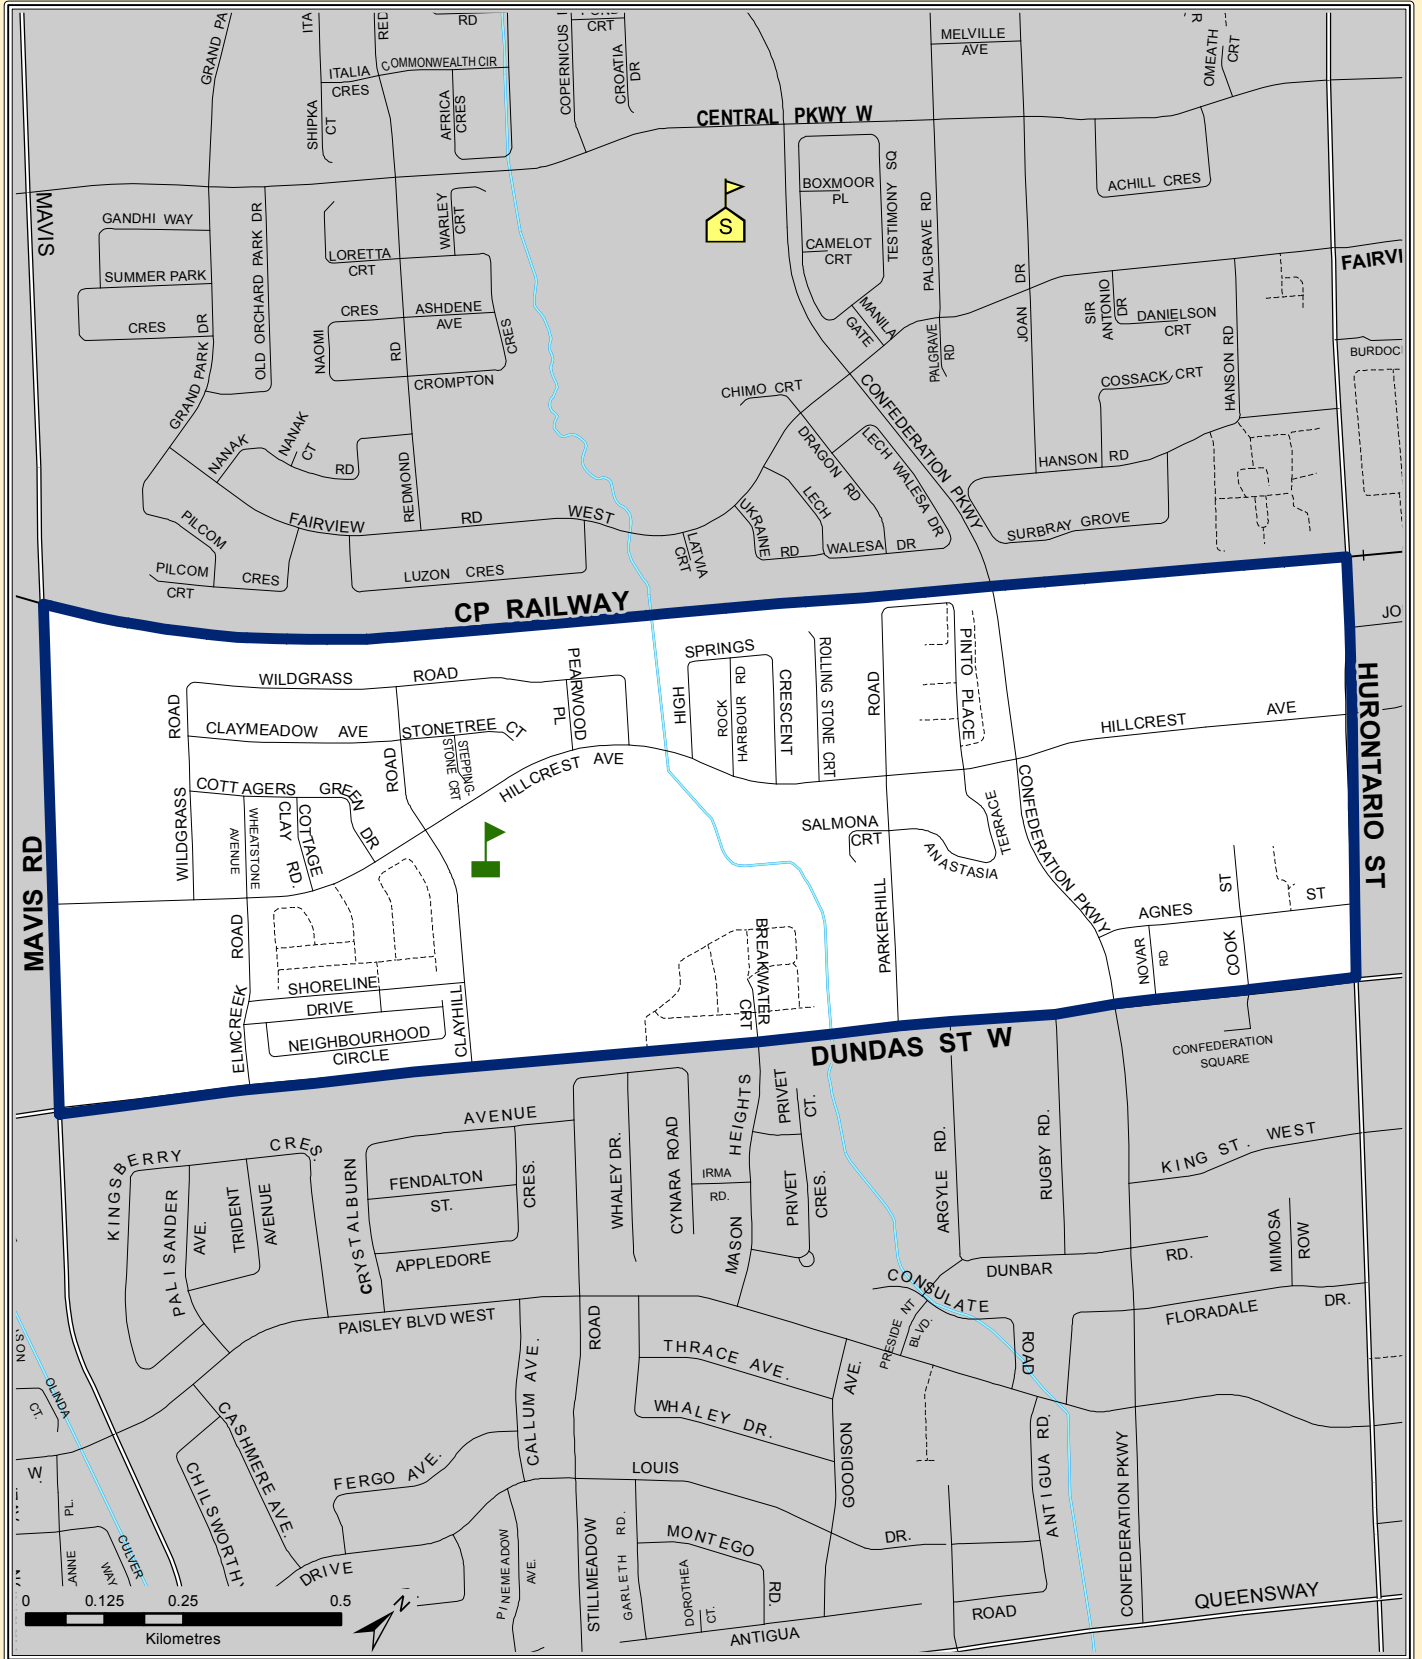 GRAND PA
ITA
RED
RD
COPERNICUS
CRT
CROATIA
DR
MELVILLE
AVE
OMEATH
CRT
ITALIA
CRES
COMMONWEALTH CIR
SHIPKA
CT
AFRICA
CRES
CENTRAL PKWY W
MAVIS
GANDHI WAY
SUMMER PARK
CRES
GRAND PARK DR
OLD ORCHARD PARK DR
LORETTA
CRT
WARLEY
CRT
S
BOXMOOR
PL
CAMELOT
CRT
TESTIMONY SQ
PALGRAVE RD
ACHILL CRES
FAIRVI
NAOMI
CRES
ASHDENE
AVE
CRES
RD
CROMPTON
MANILA
GATE
PALGRAVE
RD
JOAN DR
SIR
ANTONIO
DR
DANIELSON
CRT
HANSON RD
BURDOC
COSSACK CRT
CHIMO CRT
CONFEDERATION PKWY
NANAK
NANAK
CT
RD
REDMOND
DRAGON RD
LECH WALESA DR
LECH
WALESA DR
HANSON RD
SURBRAY GROVE
PILCOM
FAIRVIEW RD WEST
UKRAINE
RD
LATVIA
CRT
PILCOM
CRT
CRES
LUZON CRES
CP RAILWAY
JO
WILDGRASS ROAD
ROAD
PEARWOOD
PL
SPRINGS
HIGH
ROCK
HARBOUR RD
CRESCENT
ROLLING STONE CRT
ROAD
PINTO PLACE
HURONTARIO ST
CLAYMEADOW AVE
STONETREE CT
STEPPING-
STONE CRT
ROAD
HILLCREST AVE
HILLCREST AVE
COTTAGERS GREEN
DR
WILDGRASS
WHEATSTONE
AVENUE
CLAY
COTTAGE
RD.
SALMONA
CRT
TERRACE
ANASTASIA
CONFEDERATION PKWY
MAVIS RD
ROAD
ELMCREEK
PARKERHILL
BREAKWATER
CRT
AGNES
ST
NOVAR
RD
COOK
ST
SHORELINE
DRIVE
NEIGHBOURHOOD
CIRCLE
CLAYHILL
DUNDAS ST W
CONFEDERATION
SQUARE
AVENUE
KINGSBERRY
CRES.
PALISANDER
AVE.
TRIDENT
AVENUE
CRYSTALBURN
FENDALTON
ST.
CRES.
APPLEDORE
WHALEY DR.
CYNARA ROAD
HEIGHTS
MASON
IRMA
RD.
PRIVET
CT.
PRIVET
CRES.
ARGYLE RD.
RUGBY RD.
KING ST. WEST
MIMOSA
ROW
DUNBAR
RD.
CONSULATE
ROAD
PRESIDENT
BLVD.
FLORADALE
DR.
PAISLEY BLVD WEST
ROAD
CALLUM AVE.
THRACE AVE.
WHALEY DR.
AVE.
GOODISON
ANTIGUA RD.
CONFEDERATION PKWY
OLINDA
CT.
CULVER
W.
PL.
ANNE
WAY
CASHMERE AVE.
CHILSWORTHY
FERGO AVE.
LOUIS
DR.
DRIVE
PINEMEADOW
AVE.
STILLMEADOW
GARLETH RD.
MONTEGO
RD.
DOROTHEA
CT.
ANTIGUA
ROAD
QUEENSWAY
0 0.125 0.25 0.5
Kilometres
N